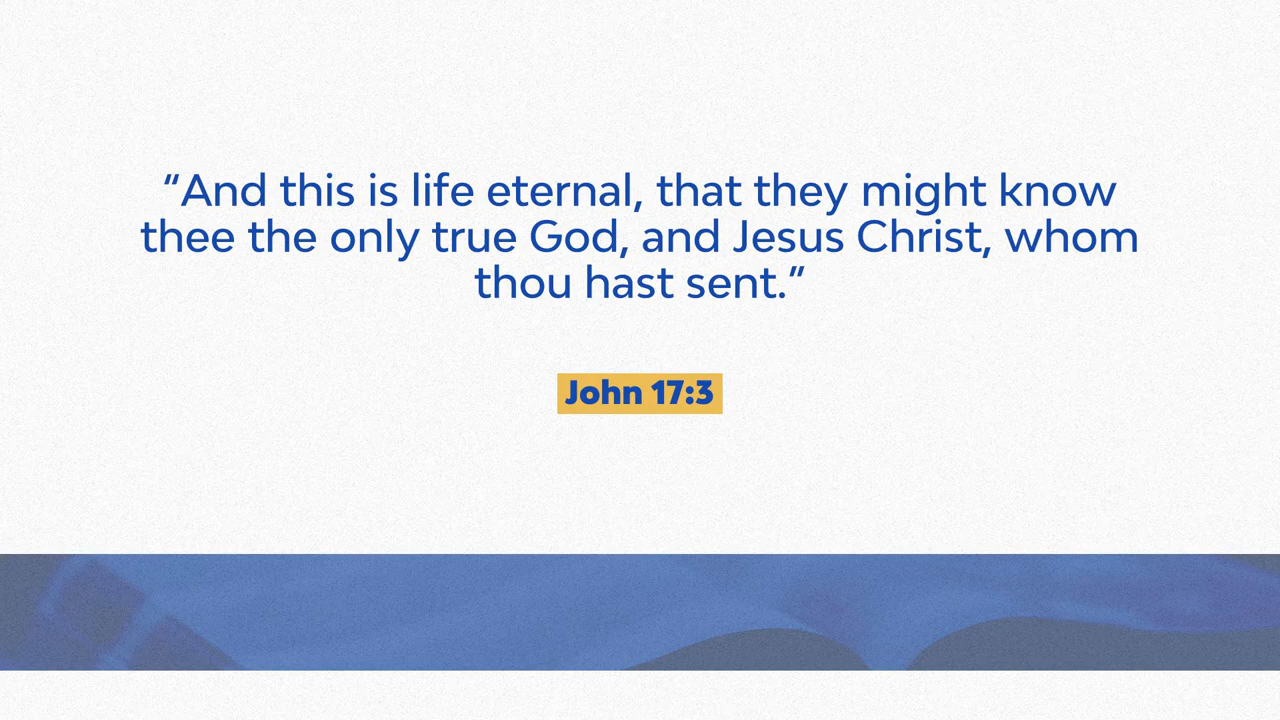 “And this is life eternal, that they might know
thee the only true God, and Jesus Christ, whom
thou hast sent.”
John 17:3